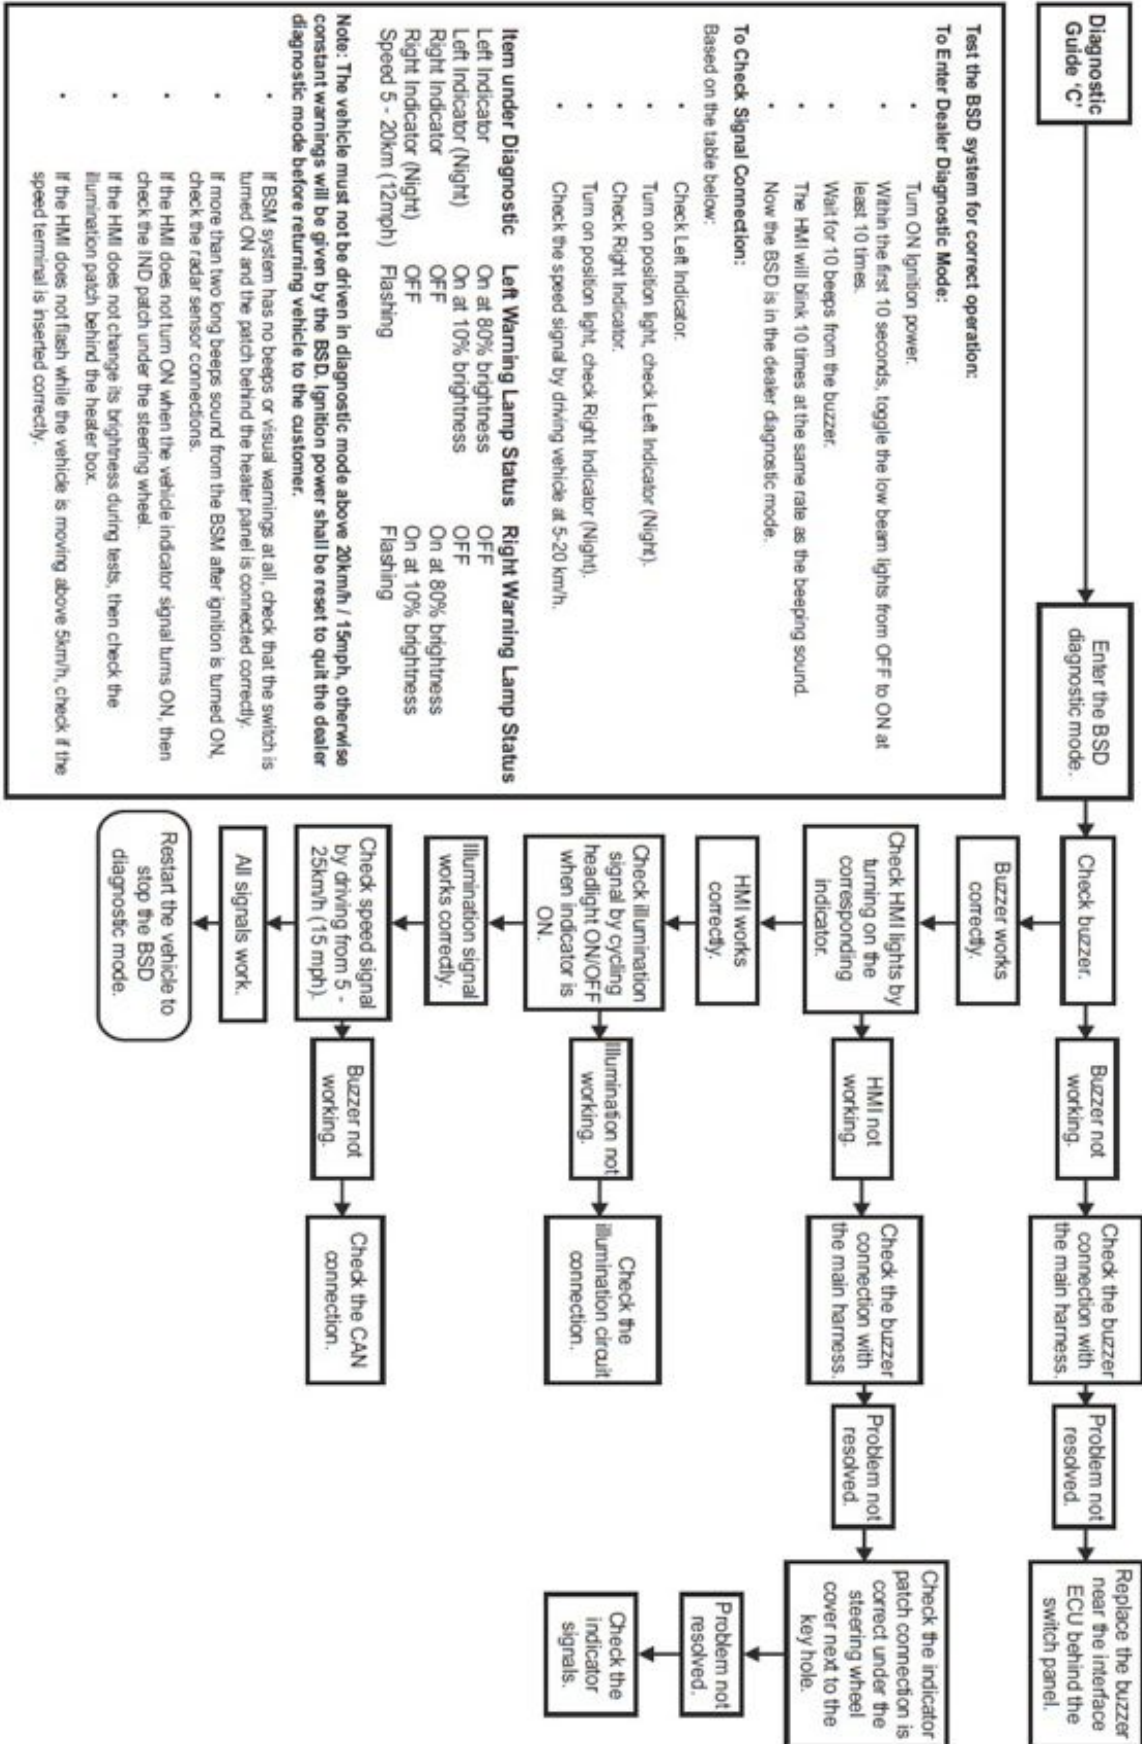 Diagnostic
Guide 'C'
Enter the BSD
diagnostic mode.
Check buzzer.
Buzzer not
working.
Check the buzzer
connection with
the main harness.
Problem not
resolved.
Replace the buzzer
near the interface
ECU behind the
switch panel.
Buzzer works
correctly.
Check HMI lights by
turning on the
corresponding
indicator.
HMI not
working.
Check the buzzer
connection with
the main harness.
Problem not
resolved.
Check the indicator
patch connection is
correct under the
steering wheel
cover next to the
key hole.
Problem not
resolved.
Check the
indicator
signals.
HMI works
correctly.
Check illumination
signal by cycling
headlight ON/OFF
when indicator is
ON.
Illumination not
working.
Check the
illumination circuit
connection.
Illumination signal
works correctly.
Check speed signal
by driving from 5 -
25km/h (15 mph).
Buzzer not
working.
Check the CAN
connection.
All signals work.
Restart the vehicle to
stop the BSD
diagnostic mode.
Test the BSD system for correct operation:
To Enter Dealer Diagnostic Mode:
• Turn ON Ignition power.
• Within the first 10 seconds, toggle the low beam lights from OFF to ON at
least 10 times.
• Wait for 10 beeps from the buzzer.
• The HMI will blink 10 times at the same rate as the beeping sound.
• Now the BSD is in the dealer diagnostic mode.
To Check Signal Connection:
Based on the table below:
• Check Left Indicator.
• Turn on position light, check Left Indicator (Night).
• Check Right Indicator.
• Turn on position light, check Right Indicator (Night).
• Check the speed signal by driving vehicle at 5-20 km/h.
Item under Diagnostic Left Warning Lamp Status Right Warning Lamp Status
Left Indicator On at 80% brightness OFF
Left Indicator (Night) On at 10% brightness OFF
Right Indicator OFF On at 80% brightness
Right Indicator (Night) OFF On at 10% brightness
Speed 5 - 20km (12mph) Flashing Flashing
Note: The vehicle must not be driven in diagnostic mode above 20km/h / 15mph, otherwise
constant warnings will be given by the BSD. Ignition power shall be reset to quit the dealer
diagnostic mode before returning vehicle to the customer.
• If BSM system has no beeps or visual warnings at all, check that the switch is
turned ON and the patch behind the heater panel is connected correctly.
• If more than two long beeps sound from the BSM after ignition is turned ON,
check the radar sensor connections.
• If the HMI does not turn ON when the vehicle indicator signal turns ON, then
check the IND patch under the steering wheel.
• If the HMI does not change its brightness during tests, then check the
illumination patch behind the heater box.
• If the HMI does not flash while the vehicle is moving above 5km/h, check if the
speed terminal is inserted correctly.